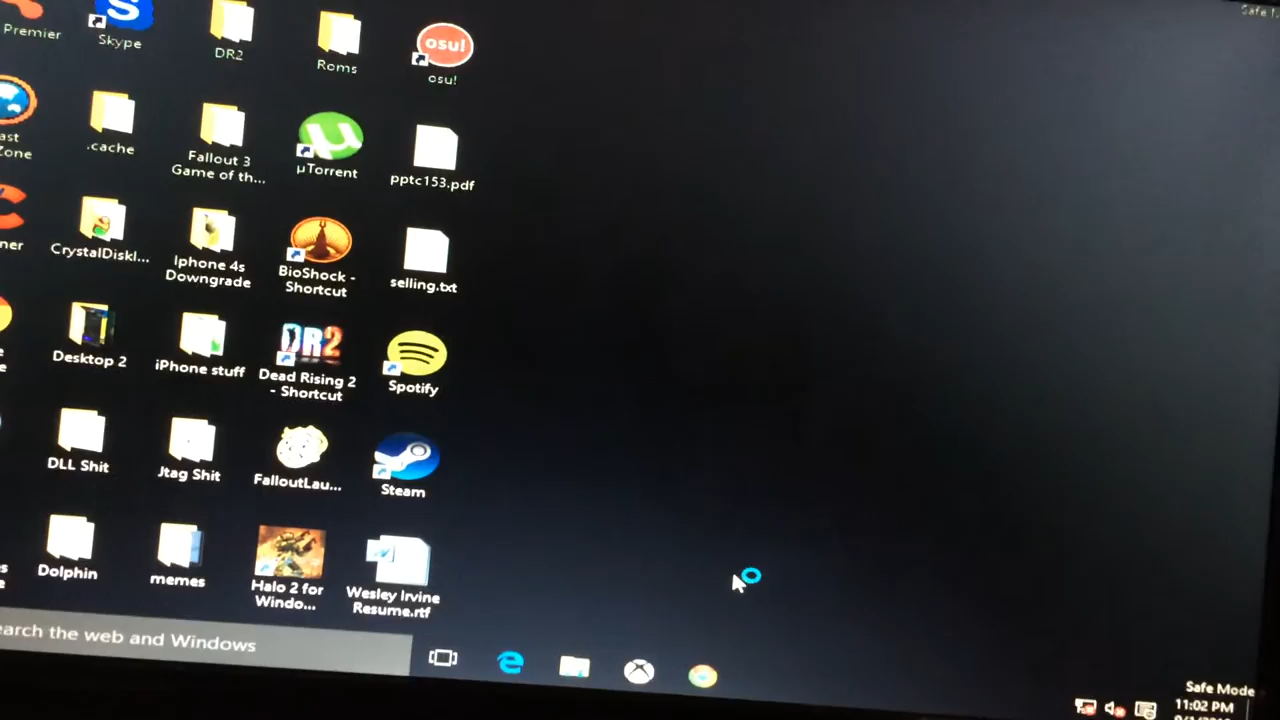 Premier
Skype
DR2
Roms
osu!
osu!
Zone
.cache
Fallout 3
Game of th...
µ
µTorrent
pptc153.pdf
CrystalDiskI...
Iphone 4s
Downgrade
BioShock -
Shortcut
selling.txt
Desktop 2
iPhone stuff
DR2
Dead Rising 2
- Shortcut
Spotify
DLL Shit
Jtag Shit
FalloutLau...
Steam
Dolphin
memes
Halo 2 for
Windo...
Wesley Irvine
Resume.rtf
earch the web and Windows
Safe Mode
11:02 PM